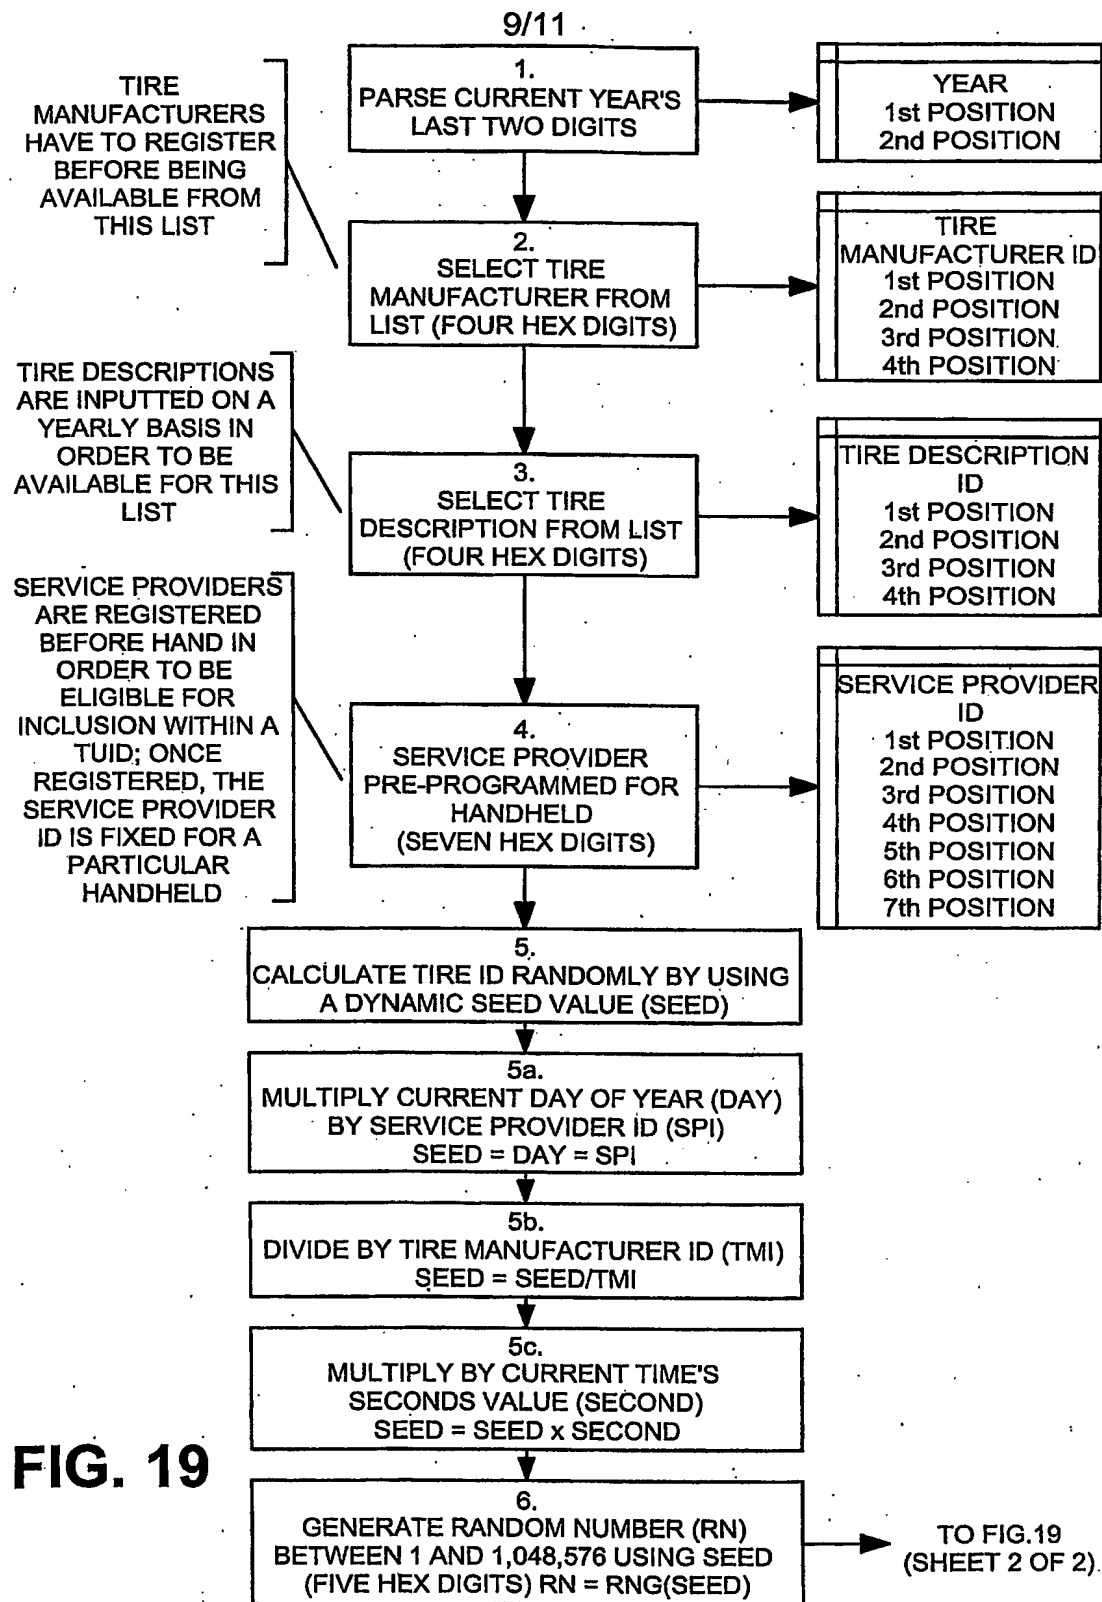 9/11
TIRE
MANUFACTURERS
HAVE TO REGISTER
BEFORE BEING
AVAILABLE FROM
THIS LIST
1.
PARSE CURRENT YEAR'S
LAST TWO DIGITS
YEAR
1st POSITION
2nd POSITION
2.
SELECT TIRE
MANUFACTURER FROM
LIST (FOUR HEX DIGITS)
TIRE
MANUFACTURER ID
1st POSITION
2nd POSITION
3rd POSITION
4th POSITION
TIRE DESCRIPTIONS
ARE INPUTTED ON A
YEARLY BASIS IN
ORDER TO BE
AVAILABLE FOR THIS
LIST
3.
SELECT TIRE
DESCRIPTION FROM LIST
(FOUR HEX DIGITS)
TIRE DESCRIPTION
ID
1st POSITION
2nd POSITION
3rd POSITION
4th POSITION
SERVICE PROVIDERS
ARE REGISTERED
BEFORE HAND IN
ORDER TO BE
ELIGIBLE FOR
INCLUSION WITHIN A
TUID; ONCE
REGISTERED, THE
SERVICE PROVIDER
ID IS FIXED FOR A
PARTICULAR
HANDHELD
4.
SERVICE PROVIDER
PRE-PROGRAMMED FOR
HANDHELD
(SEVEN HEX DIGITS)
SERVICE PROVIDER
ID
1st POSITION
2nd POSITION
3rd POSITION
4th POSITION
5th POSITION
6th POSITION
7th POSITION
5.
CALCULATE TIRE ID RANDOMLY BY USING
A DYNAMIC SEED VALUE (SEED)
5a.
MULTIPLY CURRENT DAY OF YEAR (DAY)
BY SERVICE PROVIDER ID (SPI)
SEED = DAY = SPI
5b.
DIVIDE BY TIRE MANUFACTURER ID (TMI)
SEED = SEED/TMI
5c.
MULTIPLY BY CURRENT TIME'S
SECONDS VALUE (SECOND)
SEED = SEED x SECOND
6.
GENERATE RANDOM NUMBER (RN)
BETWEEN 1 AND 1,048,576 USING SEED
(FIVE HEX DIGITS) RN = RNG(SEED)
TO FIG.19
(SHEET 2 OF 2)
FIG. 19